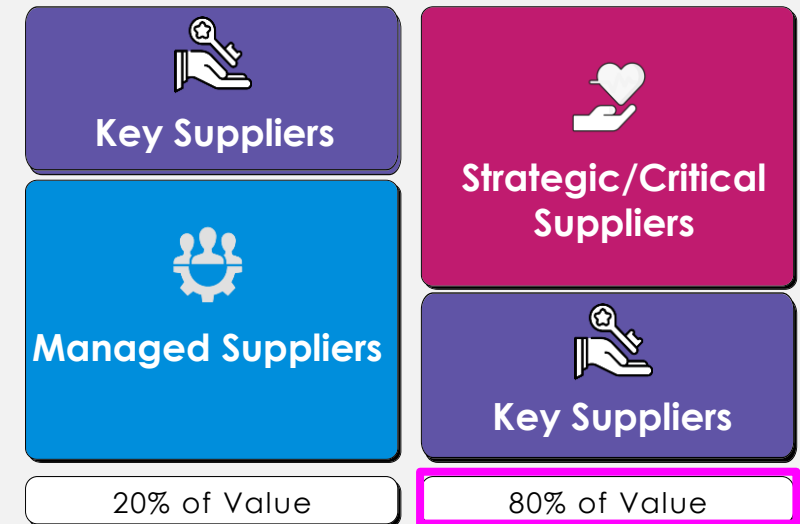 Key Suppliers
Managed Suppliers
20% of Value
Strategic/Critical
Suppliers
Key Suppliers
80% of Value